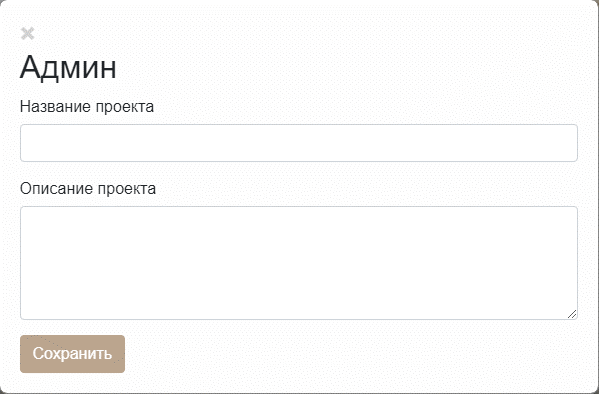 Админ
Название проекта
Описание проекта
Сохранить